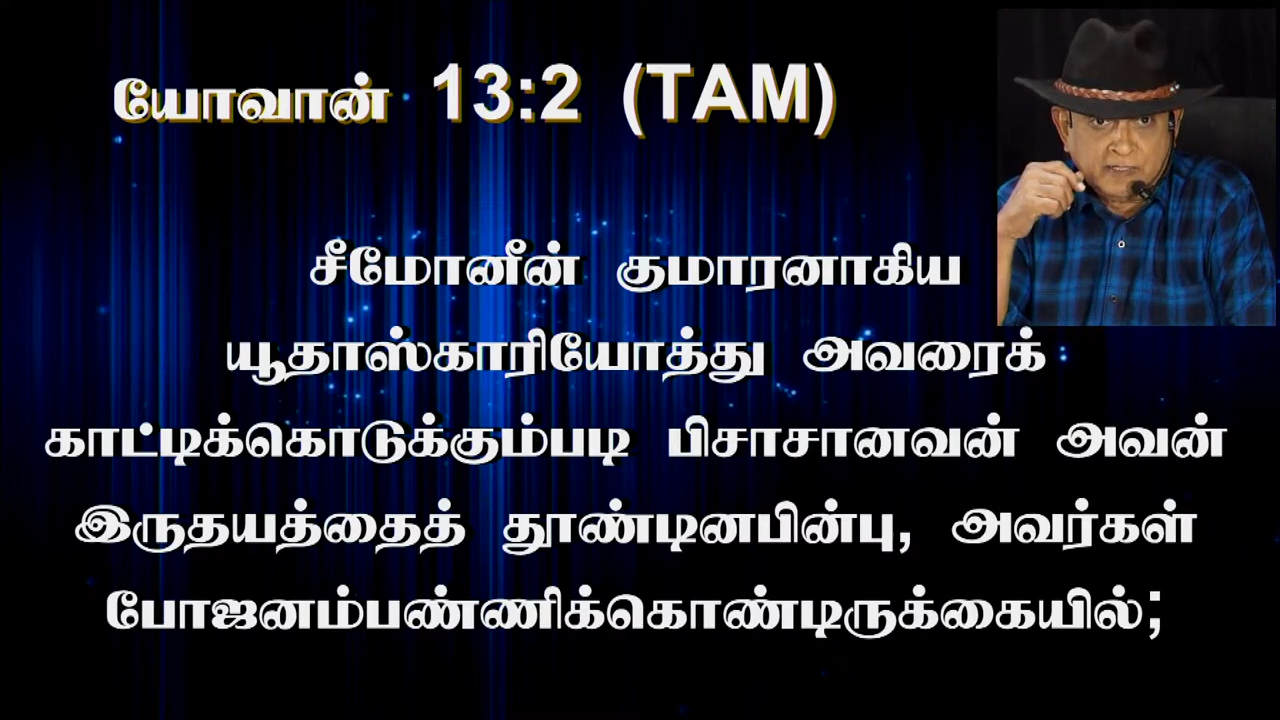 யோவான் 13:2 (TAM)
சீமோனீன் குமாரனாகிய
யூதாஸ்காரியோத்து அவரைக்
காட்டிக்கொடுக்கும்படி பிசாசானவன் அவன்
இருதயத்தைத் தூண்டினபின்பு, அவர்கள்
போஜனம்பண்ணிக்கொண்டிருக்கையில்;